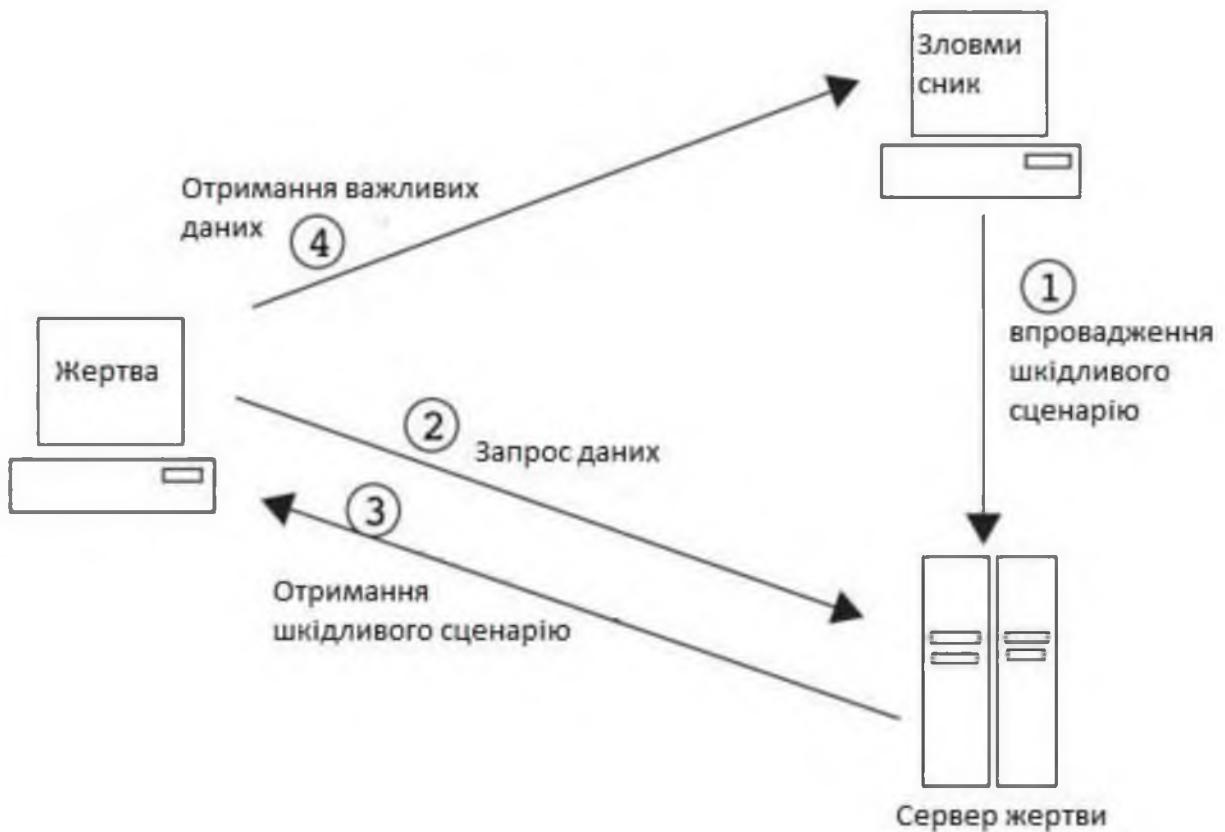 Зловми
сник
Отримання важливих
даних
4
1
впровадження
шкідливого
сценарію
Жертва
2
Запрос даних
3
Отримання
шкідливого сценарію
Сервер жертви